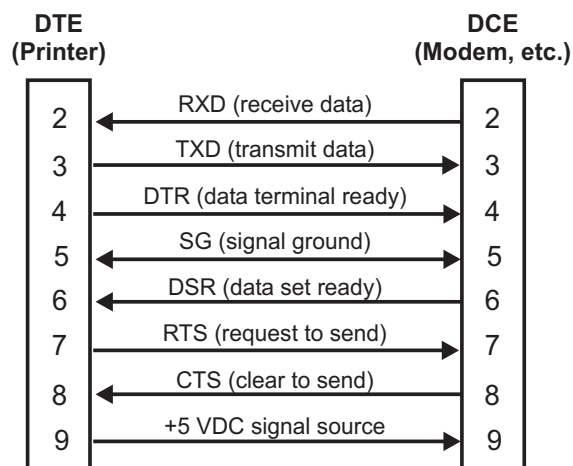 DTE DCE
(Printer) (Modem, etc.)
2 RXD (receive data) 2
3 TXD (transmit data) 3
4 DTR (data terminal ready) 4
5 SG (signal ground) 5
6 DSR (data set ready) 6
7 RTS (request to send) 7
8 CTS (clear to send) 8
9 +5 VDC signal source 9